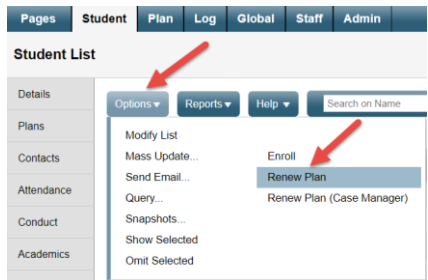 Pages Student Plan Log Global Staff Admin
Student List
Details
Plans
Contacts
Attendance
Conduct
Academics
Options Reports Help Search on Name
Modify List
Mass Update... Enroll
Send Email... Renew Plan
Query... Renew Plan (Case Manager)
Snapshots...
Show Selected
Omit Selected